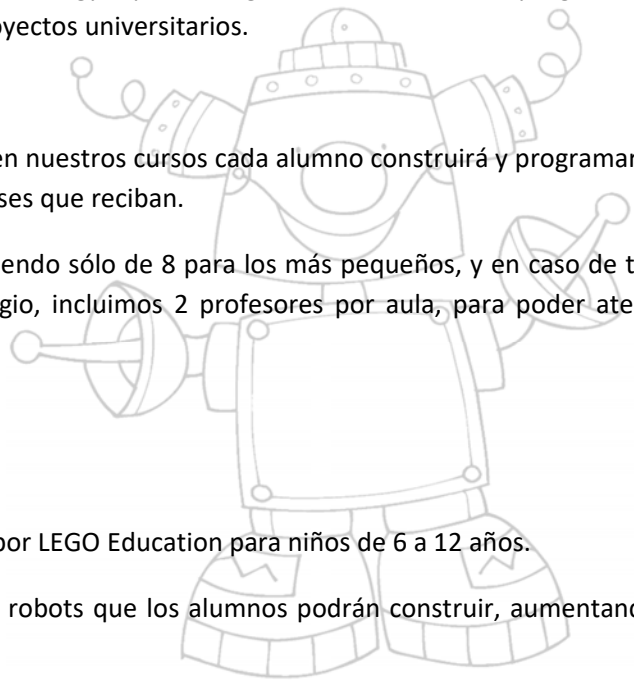 oyectos universitarios.
en nuestros cursos cada alumno construirá y programar
ses que reciban.
endo sólo de 8 para los más pequeños, y en caso de t
gio, incluimos 2 profesores por aula, para poder ate
por LEGO Education para niños de 6 a 12 años.
robots que los alumnos podrán construir, aumentand